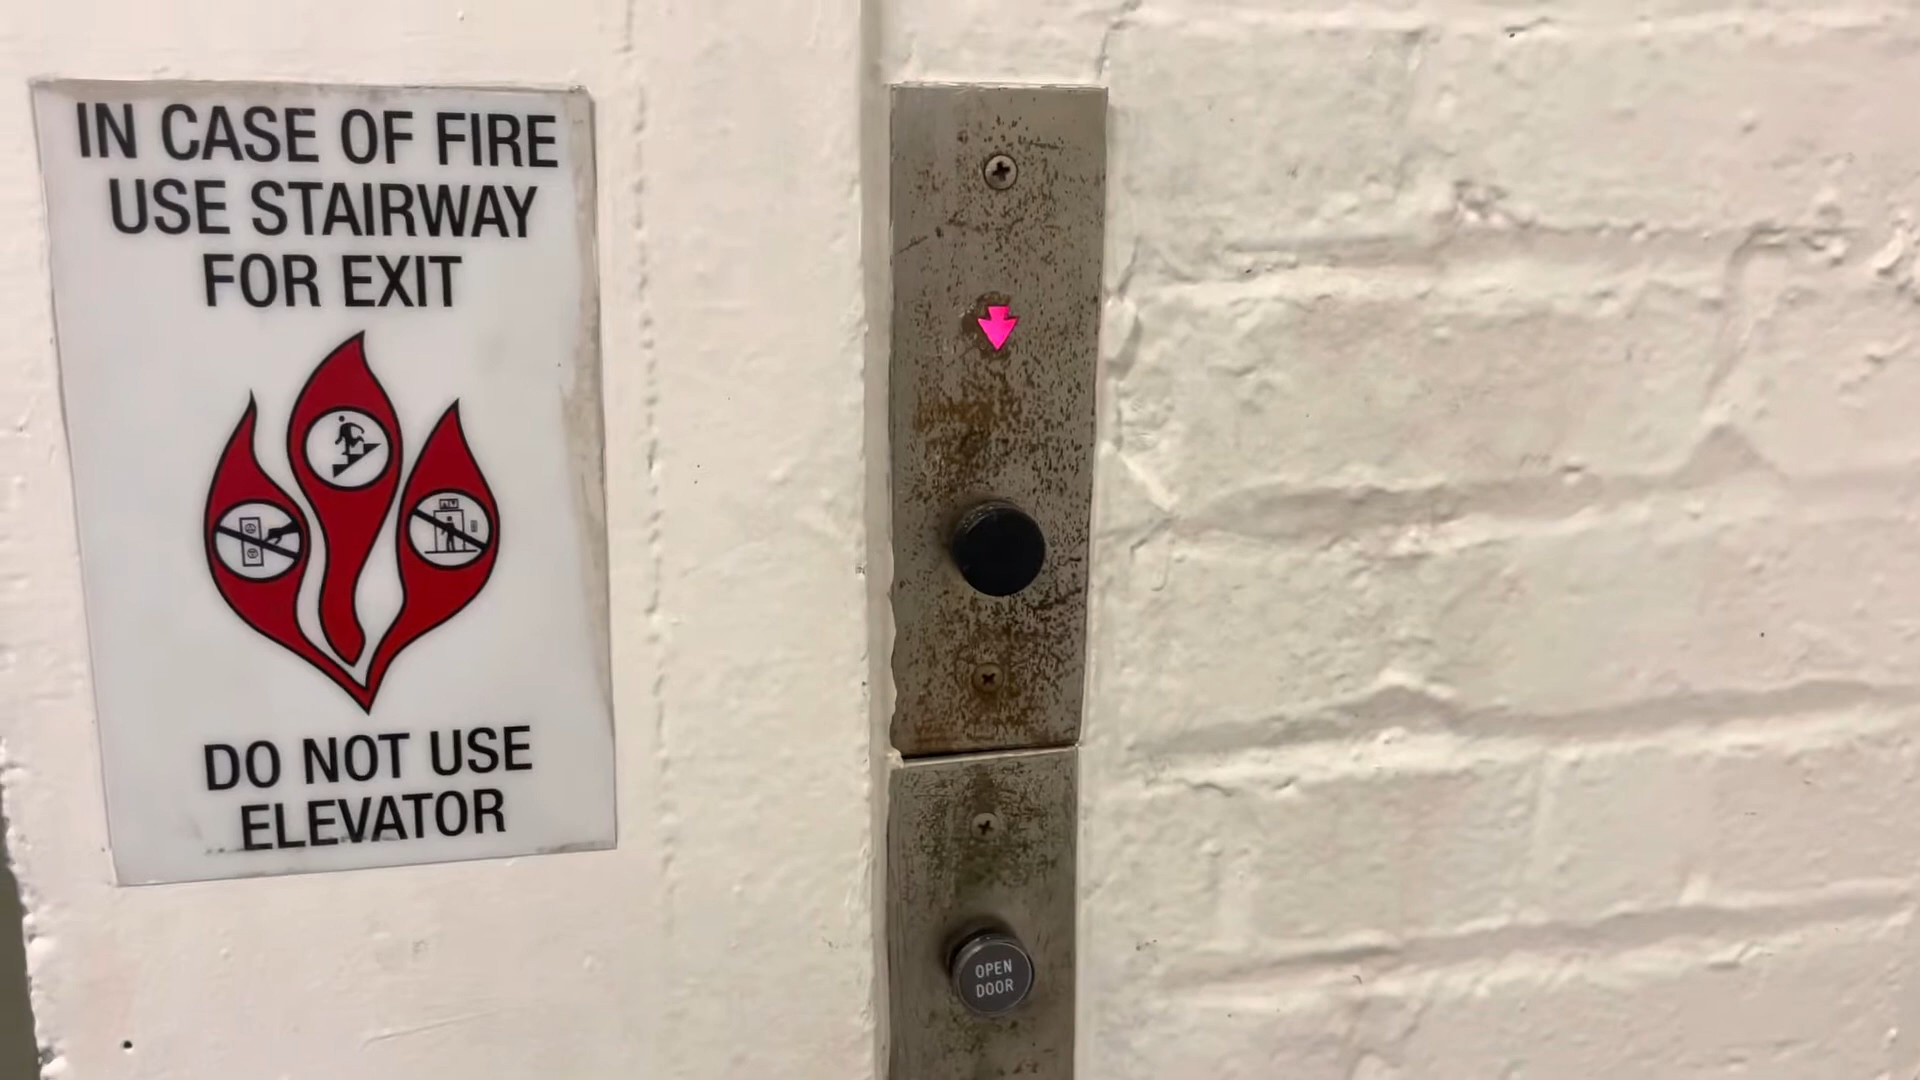 IN CASE OF FIRE
USE STAIRWAY
FOR EXIT
DO NOT USE
ELEVATOR
OPEN
DOOR